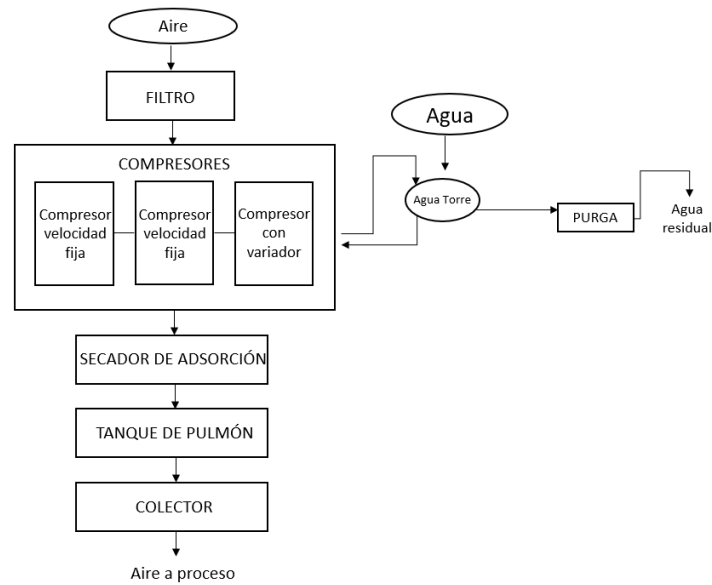 Aire
FILTRO
COMPRESORES
Compresor
velocidad
fija
Compresor
velocidad
fija
Compresor
con
variador
Agua
Agua Torre
PURGA
Agua
residual
SECADOR DE ADSORCIÓN
TANQUE DE PULMÓN
COLECTOR
Aire a proceso